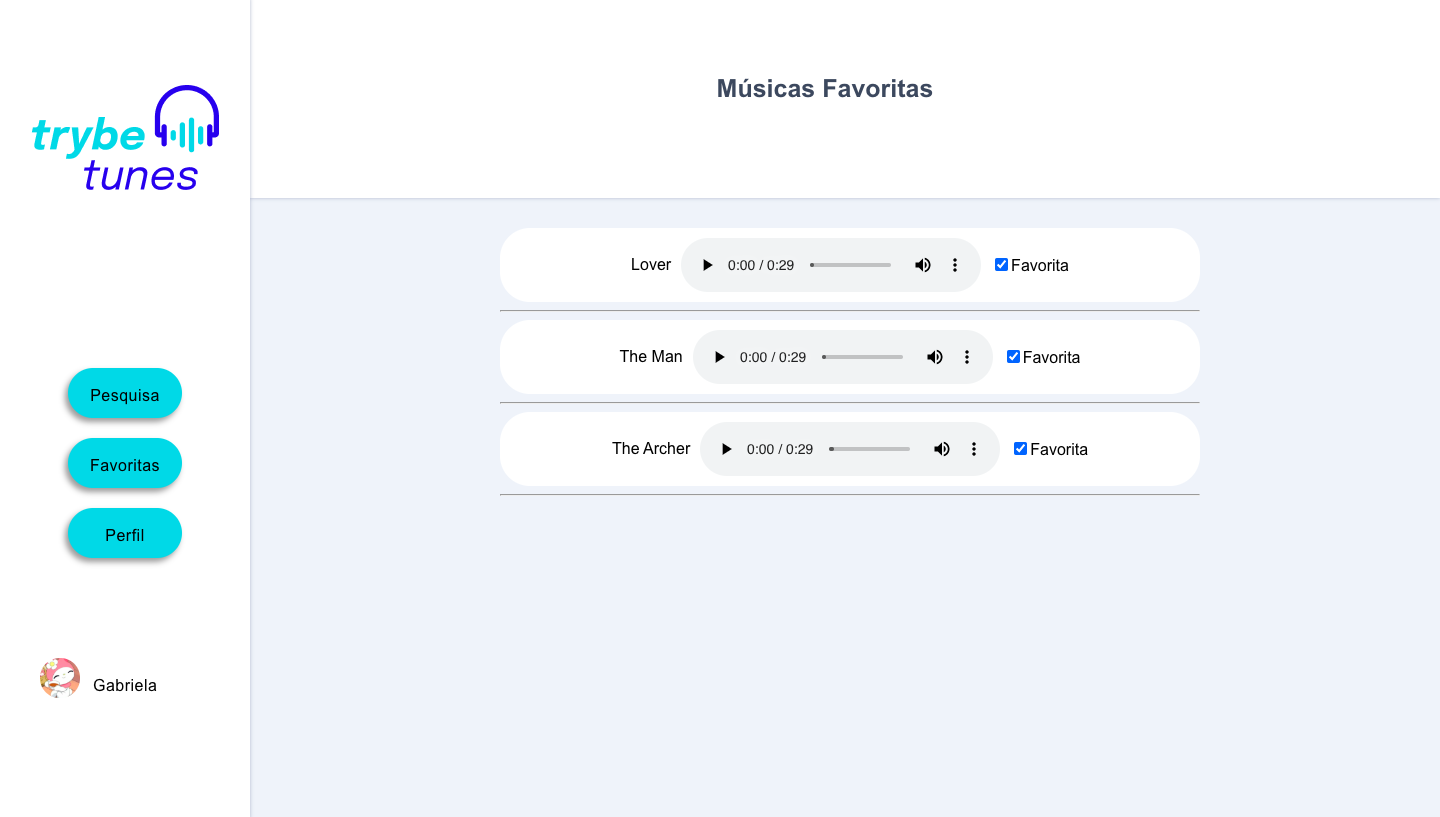 trybe
tunes
Pesquisa
Favoritas
Perfil
Gabriela
Músicas Favoritas
Lover 0:00 / 0:29 Favorita
The Man 0:00 / 0:29 Favorita
The Archer 0:00 / 0:29 Favorita